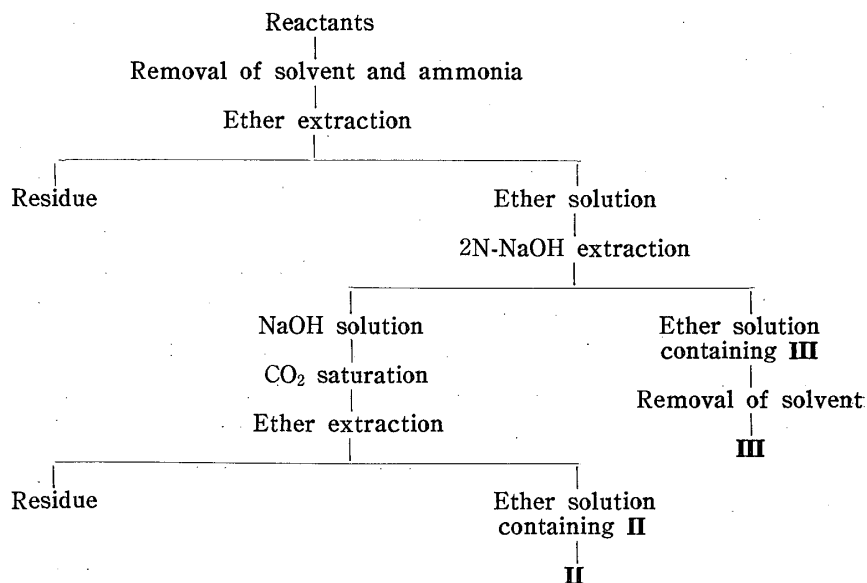 Reactants
Removal of solvent and ammonia
Ether extraction
Residue
Ether solution
2N-NaOH extraction
NaOH solution
Ether solution
containing III
CO₂ saturation
Removal of solvent
Ether extraction
III
Residue
Ether solution
containing II
II